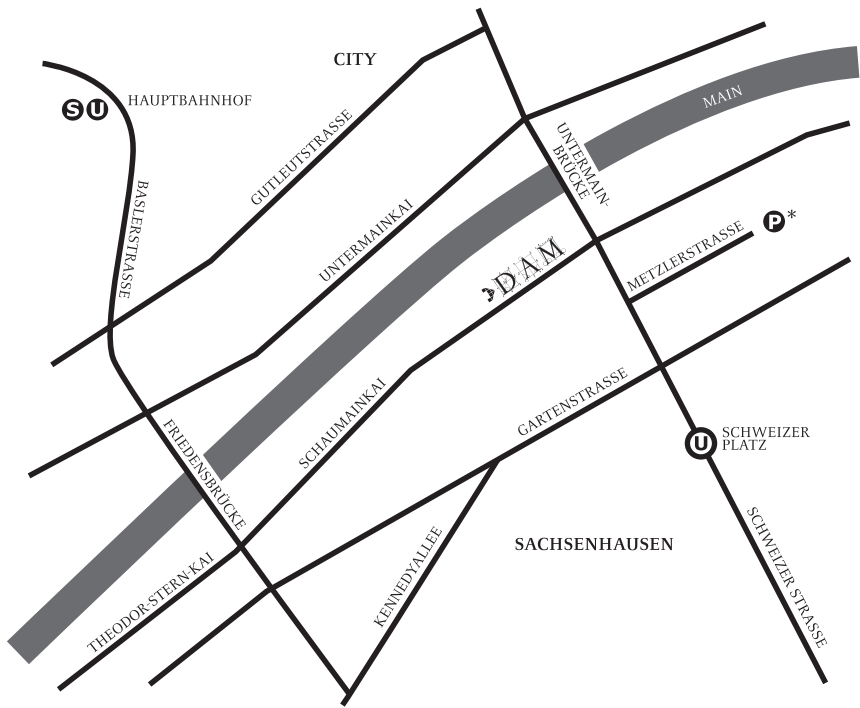 CITY
MAIN
S U HAUPTBAHNHOF
GUTLEUTSTRASSE
UNTERMAIN-
BRÜCKE
BASLERSTRASSE
UNTERMAINKAI
P*
METZLERSTRASSE
DAM
SCHAUMAINKAI
GARTENSTRASSE
FRIEDENSBRÜCKE
U SCHWEIZER
PLATZ
SACHSENHAUSEN
THEODOR-STERN-KAI
KENNEDYALLEE
SCHWEIZER STRASSE